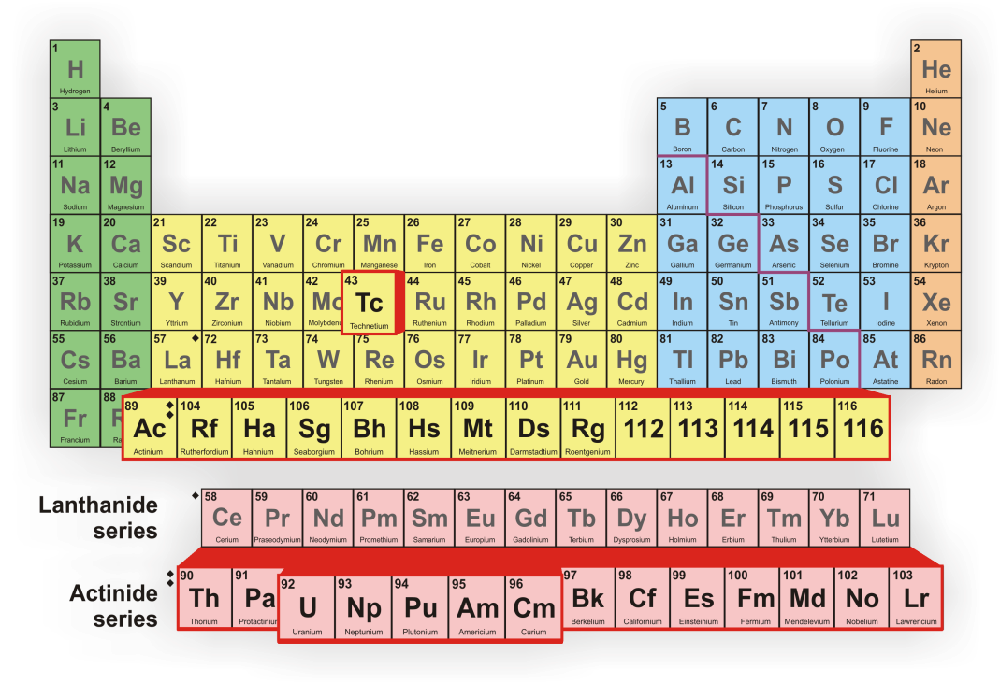 1 2
H He
Hydrogen Helium
3 4 5 6 7 8 9 10
Li Be B C N O F Ne
Lithium Beryllium Boron Carbon Nitrogen Oxygen Fluorine Neon
11 12 13 14 15 16 17 18
Na Mg Al Si P S Cl Ar
Sodium Magnesium Aluminum Silicon Phosphorus Sulfur Chlorine Argon
19 20 21 22 23 24 25 26 27 28 29 30 31 32 33 34 35 36
K Ca Sc Ti V Cr Mn Fe Co Ni Cu Zn Ga Ge As Se Br Kr
Potassium Calcium Scandium Titanium Vanadium Chromium Manganese Iron Cobalt Nickel Copper Zinc Gallium Germanium Arsenic Selenium Bromine Krypton
37 38 39 40 41 42 43 44 45 46 47 48 49 50 51 52 53 54
Rb Sr Y Zr Nb Mo Tc Ru Rh Pd Ag Cd In Sn Sb Te I Xe
Rubidium Strontium Yttrium Zirconium Niobium Molybden Technetium Ruthenium Rhodium Palladium Silver Cadmium Indium Tin Antimony Tellurium Iodine Xenon
55 56 57 ◆ 72 73 74 75 76 77 78 79 80 81 82 83 84 85 86
Cs Ba La Hf Ta W Re Os Ir Pt Au Hg Tl Pb Bi Po At Rn
Cesium Barium Lanthanum Hafnium Tantalum Tungsten Rhenium Osmium Iridium Platinum Gold Mercury Thallium Lead Bismuth Polonium Astatine Radon
87 88 89 ◆◆ 104 105 106 107 108 109 110 111 112 113 114 115 116
Fr R Ac Rf Ha Sg Bh Hs Mt Ds Rg 112 113 114 115 116
Francium Ra Actinium Rutherfordium Hahnium Seaborgium Bohrium Hassium Meitnerium Darmstadtium Roentgenium
Lanthanide
series
◆ 58 59 60 61 62 63 64 65 66 67 68 69 70 71
Ce Pr Nd Pm Sm Eu Gd Tb Dy Ho Er Tm Yb Lu
Cerium Praseodymium Neodymium Promethium Samarium Europium Gadolinium Terbium Dysprosium Holmium Erbium Thulium Ytterbium Lutetium
Actinide
series
◆◆ 90 91 92 93 94 95 96 97 98 99 100 101 102 103
Th Pa U Np Pu Am Cm Bk Cf Es Fm Md No Lr
Thorium Protactiniu Uranium Neptunium Plutonium Americium Curium Berkelium Californium Einsteinium Fermium Mendelevium Nobelium Lawrencium